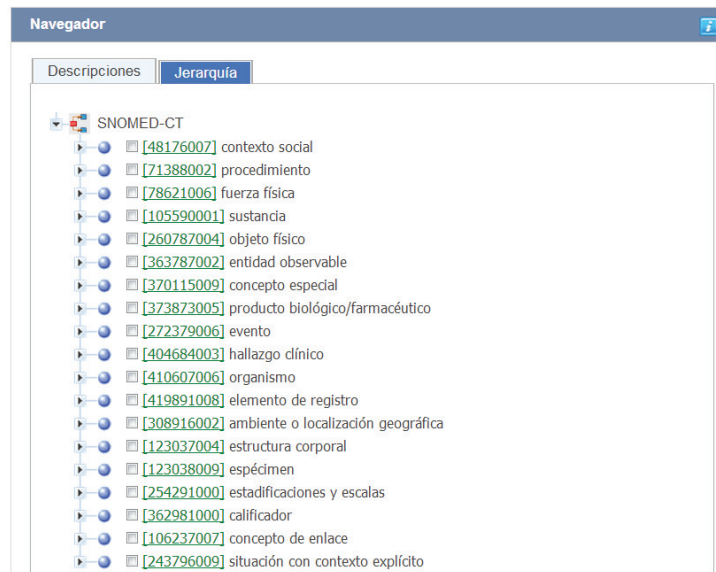 Navegador
Descripciones
Jerarquía
SNOMED-CT
[48176007] contexto social
[71388002] procedimiento
[78621006] fuerza física
[105590001] sustancia
[260787004] objeto físico
[363787002] entidad observable
[370115009] concepto especial
[373873005] producto biológico/farmacéutico
[272379006] evento
[404684003] hallazgo clínico
[410607006] organismo
[419891008] elemento de registro
[308916002] ambiente o localización geográfica
[123037004] estructura corporal
[123038009] espécimen
[254291000] estadificaciones y escalas
[362981000] calificador
[106237007] concepto de enlace
[243796009] situación con contexto explícito